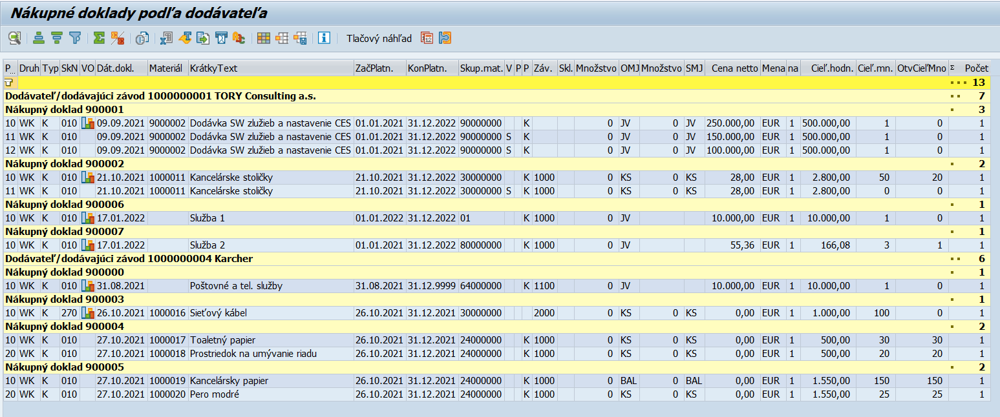 Nákupné doklady podľa dodávateľa
Tlačový náhľad
P... Druh Typ SkN VO Dát.dokl. Materiál KrátkyText ZačPlatn. KonPlatn. Skup.mat. V P P Záv. Skl. Množstvo OMJ Množstvo SMJ Cena netto Mena na Cieľ.hodn. Cieľ.mn. OtvCieľMno Σ Počet
13
Dodávateľ/dodávajúci závod 1000000001 TORY Consulting a.s. 7
Nákupný doklad 900001 3
10 WK K 010 09.09.2021 9000002 Dodávka SW zlužieb a nastavenie CES 01.01.2021 31.12.2022 90000000 K 0 JV 0 JV 250.000,00 EUR 1 500.000,00 1 0 1
11 WK K 010 09.09.2021 9000002 Dodávka SW zlužieb a nastavenie CES 01.01.2021 31.12.2022 90000000 S K 0 JV 0 JV 150.000,00 EUR 1 500.000,00 1 0 1
12 WK K 010 09.09.2021 9000002 Dodávka SW zlužieb a nastavenie CES 01.01.2021 31.12.2022 90000000 S K 0 JV 0 JV 100.000,00 EUR 1 500.000,00 1 0 1
Nákupný doklad 900002 2
10 WK K 010 21.10.2021 1000011 Kancelárske stoličky 21.10.2021 31.12.2022 30000000 K 1000 0 KS 0 KS 28,00 EUR 1 2.800,00 50 20 1
11 WK K 010 21.10.2021 1000011 Kancelárske stoličky 21.10.2021 31.12.2022 30000000 S K 1000 0 KS 0 KS 28,00 EUR 1 2.800,00 0 0 1
Nákupný doklad 900006 1
10 WK K 010 17.01.2022 Služba 1 01.01.2022 31.12.2022 01 K 1000 0 JV 10.000,00 EUR 1 10.000,00 1 0 1
Nákupný doklad 900007 1
10 WK K 010 17.01.2022 Služba 2 01.01.2021 31.12.2022 80000000 K 1000 0 JV 55,36 EUR 1 166,08 3 1 1
Dodávateľ/dodávajúci závod 1000000004 Karcher 6
Nákupný doklad 900000 1
10 WK K 010 31.08.2021 Poštovné a tel. služby 31.08.2021 31.12.9999 64000000 K 1100 0 JV 10.000,00 EUR 1 10.000,00 1 0 1
Nákupný doklad 900003 1
10 WK K 270 26.10.2021 1000016 Sieťový kábel 26.10.2021 31.12.2021 30000000 2000 0 KS 0 KS 0,00 EUR 1 1.000,00 100 0 1
Nákupný doklad 900004 2
10 WK K 010 27.10.2021 1000017 Toaletný papier 26.10.2021 31.12.2021 24000000 K 1000 0 KS 0 KS 0,00 EUR 1 500,00 30 30 1
20 WK K 010 27.10.2021 1000018 Prostriedok na umývanie riadu 26.10.2021 31.12.2021 24000000 K 1000 0 KS 0 KS 0,00 EUR 1 500,00 20 20 1
Nákupný doklad 900005 2
10 WK K 010 27.10.2021 1000019 Kancelársky papier 26.10.2021 31.12.2021 24000000 K 1000 0 BAL 0 BAL 0,00 EUR 1 1.550,00 150 150 1
20 WK K 010 27.10.2021 1000020 Pero modré 26.10.2021 31.12.2021 24000000 K 1000 0 KS 0 KS 0,00 EUR 1 1.550,00 25 25 1